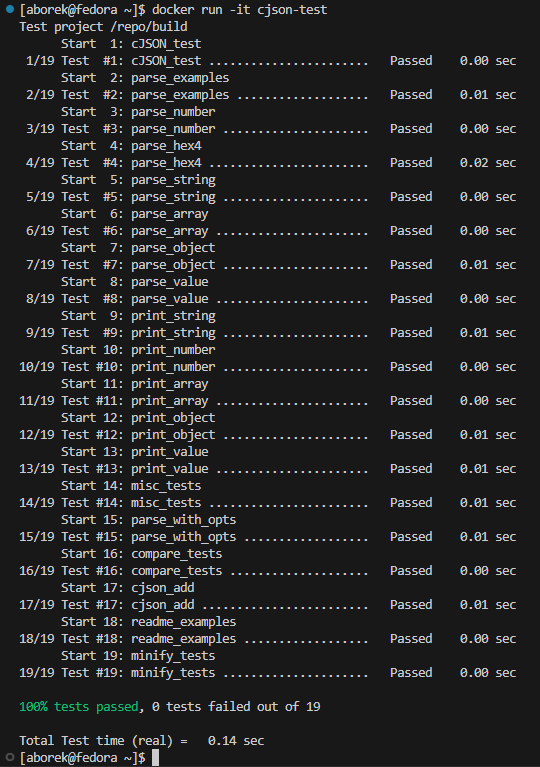 [aborek@fedora ~]$ docker run -it cjson-test
Test project /repo/build
      Start  1: cJSON_test
 1/19 Test  #1: cJSON_test .......................   Passed    0.00 sec
      Start  2: parse_examples
 2/19 Test  #2: parse_examples ...................   Passed    0.01 sec
      Start  3: parse_number
 3/19 Test  #3: parse_number .....................   Passed    0.00 sec
      Start  4: parse_hex4
 4/19 Test  #4: parse_hex4 .......................   Passed    0.02 sec
      Start  5: parse_string
 5/19 Test  #5: parse_string .....................   Passed    0.00 sec
      Start  6: parse_array
 6/19 Test  #6: parse_array ......................   Passed    0.00 sec
      Start  7: parse_object
 7/19 Test  #7: parse_object .....................   Passed    0.01 sec
      Start  8: parse_value
 8/19 Test  #8: parse_value ......................   Passed    0.00 sec
      Start  9: print_string
 9/19 Test  #9: print_string .....................   Passed    0.01 sec
      Start 10: print_number
10/19 Test #10: print_number .....................   Passed    0.00 sec
      Start 11: print_array
11/19 Test #11: print_array ......................   Passed    0.00 sec
      Start 12: print_object
12/19 Test #12: print_object .....................   Passed    0.01 sec
      Start 13: print_value
13/19 Test #13: print_value ......................   Passed    0.01 sec
      Start 14: misc_tests
14/19 Test #14: misc_tests .......................   Passed    0.01 sec
      Start 15: parse_with_opts
15/19 Test #15: parse_with_opts ..................   Passed    0.01 sec
      Start 16: compare_tests
16/19 Test #16: compare_tests ....................   Passed    0.00 sec
      Start 17: cjson_add
17/19 Test #17: cjson_add ........................   Passed    0.01 sec
      Start 18: readme_examples
18/19 Test #18: readme_examples ..................   Passed    0.00 sec
      Start 19: minify_tests
19/19 Test #19: minify_tests .....................   Passed    0.00 sec

100% tests passed, 0 tests failed out of 19

Total Test time (real) =   0.14 sec
[aborek@fedora ~]$